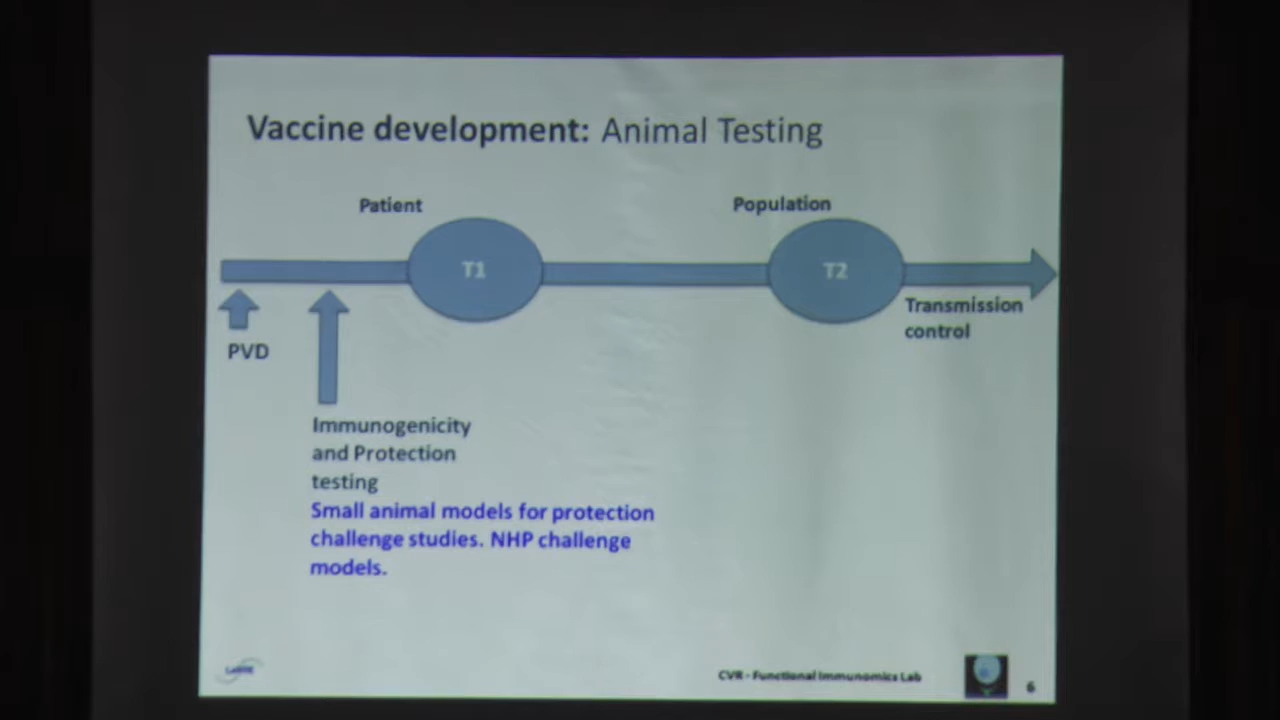 Vaccine development: Animal Testing
Patient
Population
T1
T2
Transmission
control
PVD
Immunogenicity
and Protection
testing
Small animal models for protection
challenge studies. NHP challenge
models.
CVR - Functional Immunomics Lab
6